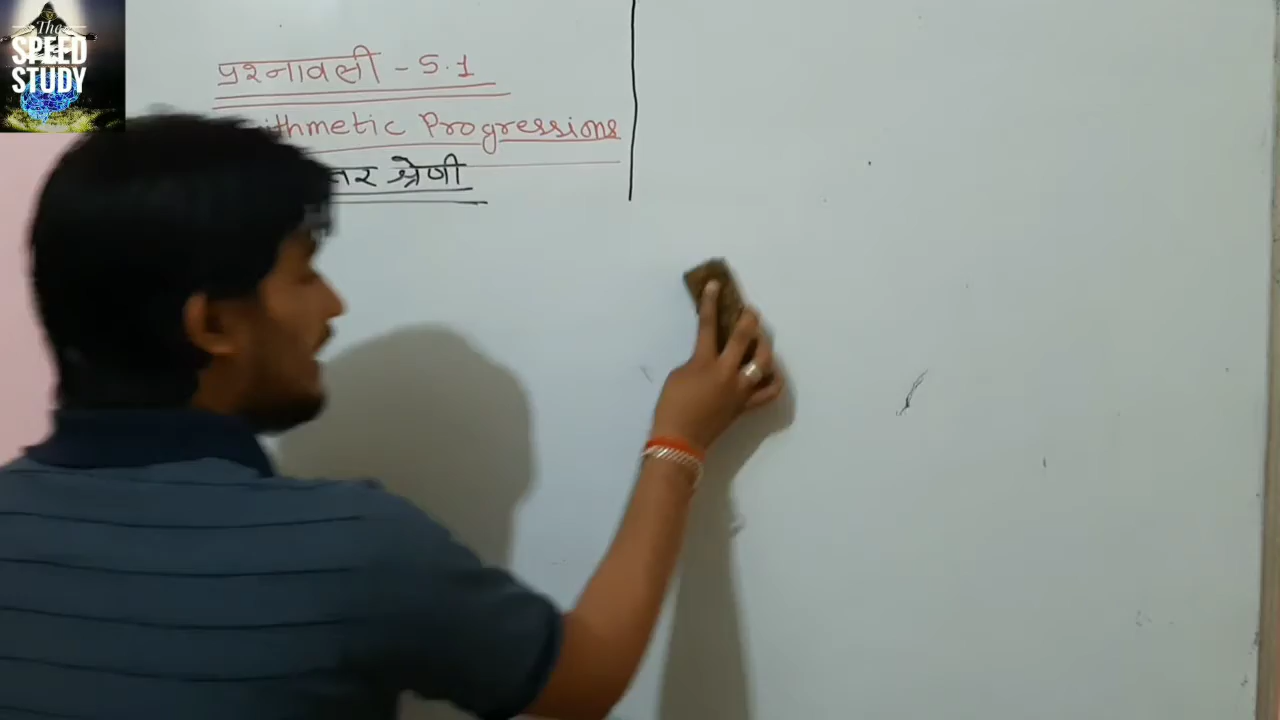 The
SPEED
STUDY
प्रश्नावली - 5.1
ithmetic Progressions
तर श्रेणी